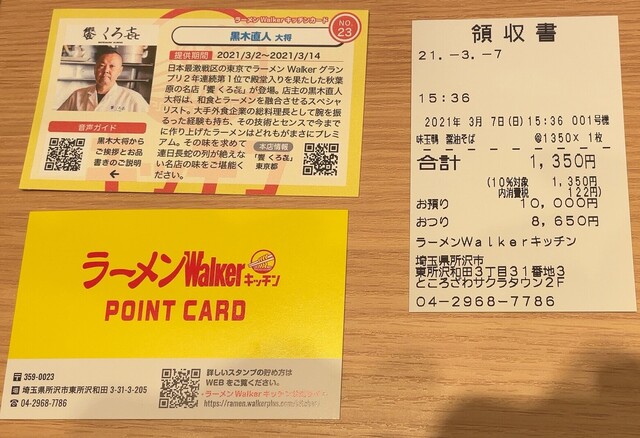 饗 くろ㐂
ラーメンWalkerキッチンカード
NO.
23
黒木直人 大将
提供期間 2021/3/2〜2021/3/14
日本最激戦区の東京でラーメンWalkerグラン
プリ2年連続第1位で殿堂入りを果たした秋葉
原の名店「饗 くろ㐂」が登場。店主の黒木直人
大将は、和食とラーメンを融合させるスペシャ
リスト。大手外食企業の総料理長として腕を振
るった経験も持ち、その技術とセンスで今まで
に作り上げたラーメンはどれもがまさにプレミ
アム。その味を求めて
連日長蛇の列が絶えな
い名店の味をご堪能く
ださい。
音声ガイド
黒木大将から
ご挨拶とお品
書きのご説明
←
本店情報
「饗 くろ㐂」
東京都
ラーメンWalkerキッチン
POINT CARD
〒 359-0023
埼玉県所沢市東所沢和田 3-31-3-205
☎ 04-2968-7786
詳しいスタンプの貯め方は
WEBをご覧ください。
領収書
21.-3.-7
15:36
2021年 3月 7日(日) 15:36 001号機
味玉鴨 醤油そば @1350× 1枚
合計 1,350円
(10%対象 1,350円
内消費税 122円)
お預り 10,000円
おつり 8,650円
ラーメンWalkerキッチン
埼玉県所沢市
東所沢和田3丁目31番地3
ところざわサクラタウン2F
04-2968-7786